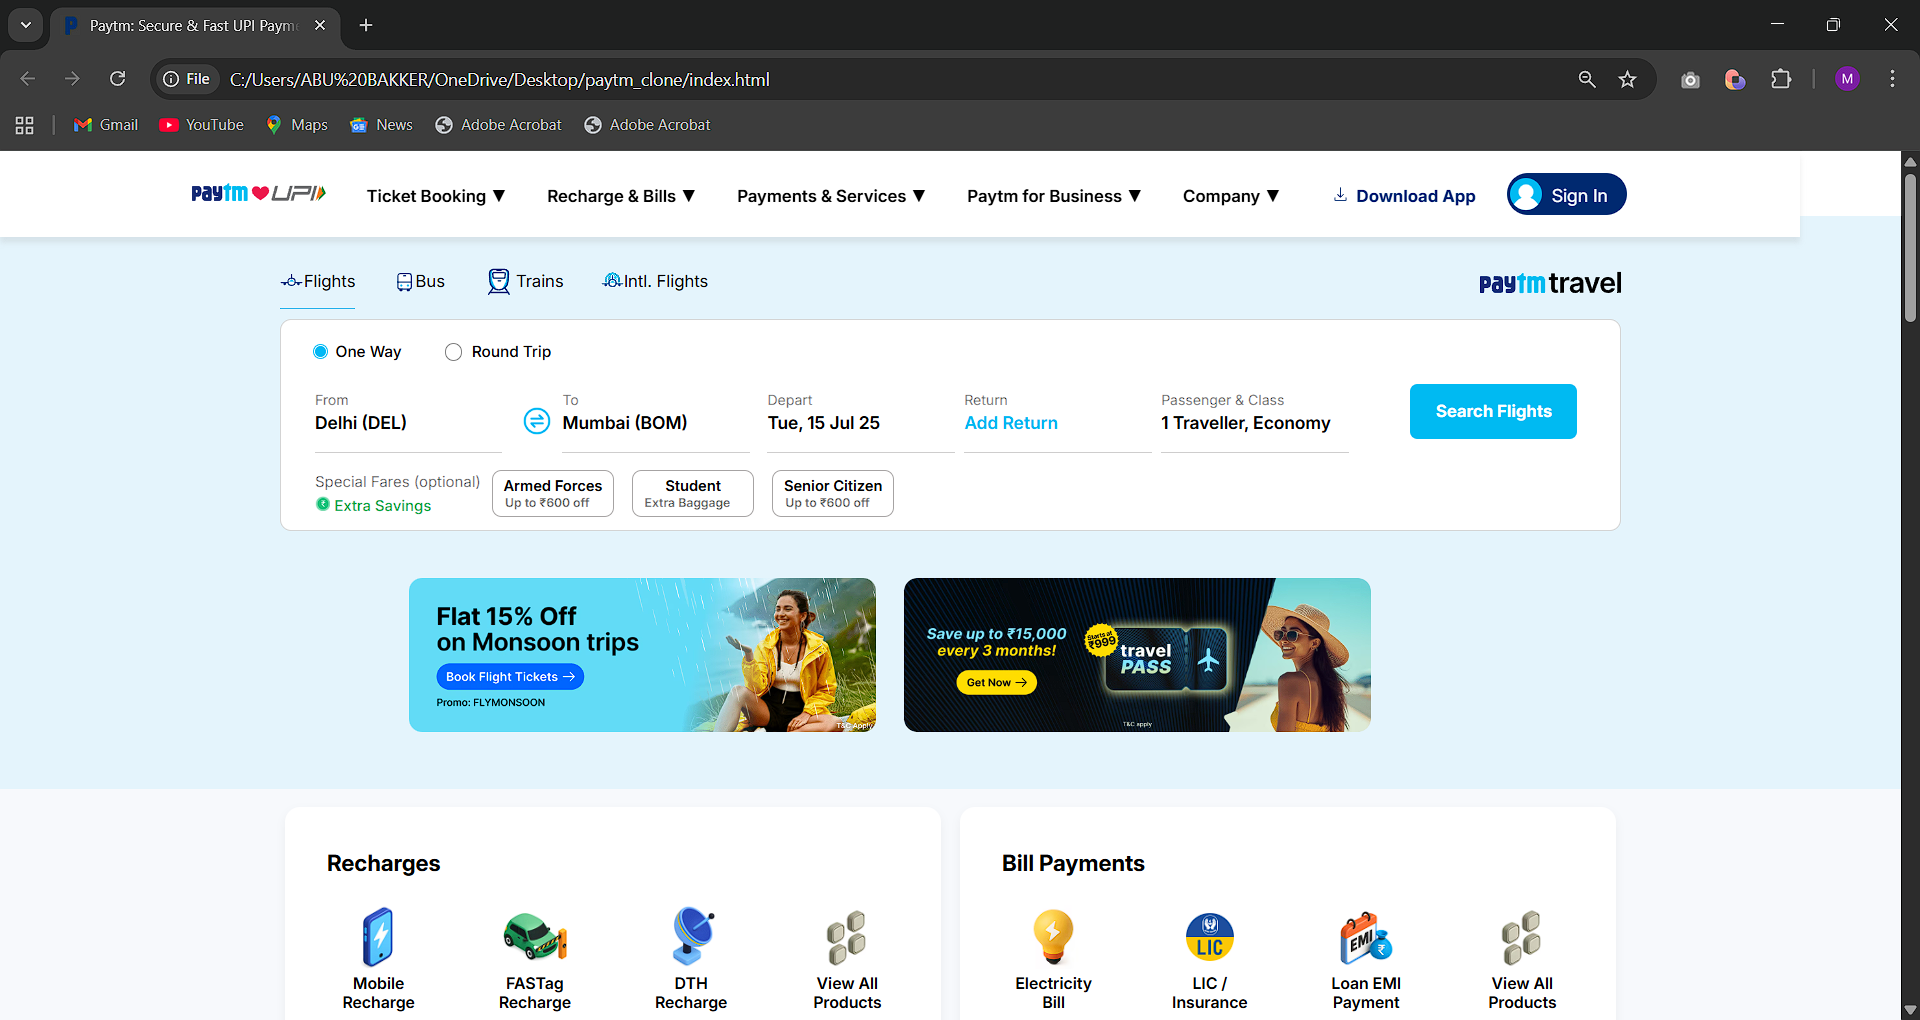 Paytm: Secure & Fast UPI Paym
File
C:/Users/ABU%20BAKKER/OneDrive/Desktop/paytm_clone/index.html
M
Gmail
YouTube
Maps
News
Adobe Acrobat
Adobe Acrobat
paytm UPI
Ticket Booking ▼
Recharge & Bills ▼
Payments & Services ▼
Paytm for Business ▼
Company ▼
Download App
Sign In
Flights
Bus
Trains
Intl. Flights
paytm travel
One Way
Round Trip
From
Delhi (DEL)
To
Mumbai (BOM)
Depart
Tue, 15 Jul 25
Return
Add Return
Passenger & Class
1 Traveller, Economy
Search Flights
Special Fares (optional)
Extra Savings
Armed Forces
Up to ₹600 off
Student
Extra Baggage
Senior Citizen
Up to ₹600 off
Flat 15% Off
on Monsoon trips
Book Flight Tickets →
Promo: FLYMONSOON
T&C Apply
Save up to ₹15,000
every 3 months!
Get Now →
Starts at
₹999
travel
PASS
T&C apply
Recharges
Mobile
Recharge
FASTag
Recharge
DTH
Recharge
View All
Products
Bill Payments
Electricity
Bill
LIC
LIC /
Insurance
EMI
₹
Loan EMI
Payment
View All
Products